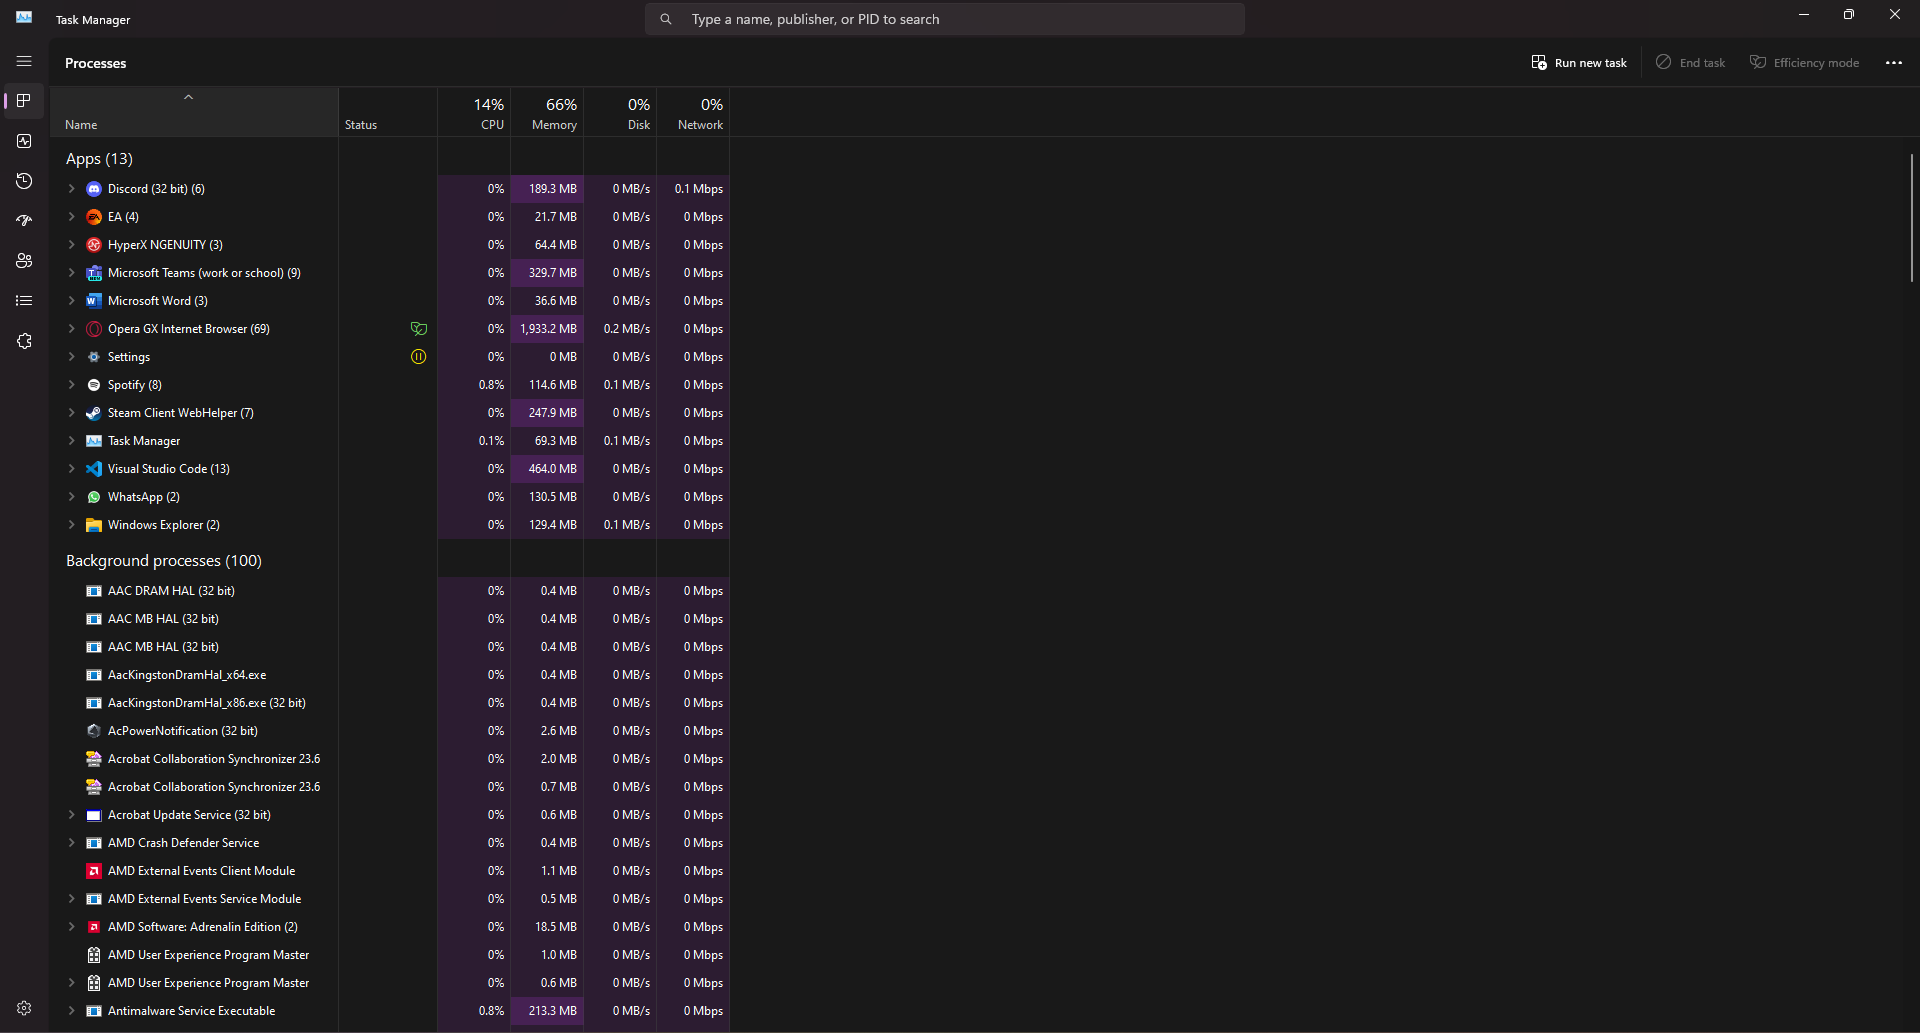 Task Manager
Type a name, publisher, or PID to search
Processes
Run new task
End task
Efficiency mode
14% 66% 0% 0%
Name Status CPU Memory Disk Network
Apps (13)
Discord (32 bit) (6) 0% 189.3 MB 0 MB/s 0.1 Mbps
EA (4) 0% 21.7 MB 0 MB/s 0 Mbps
HyperX NGENUITY (3) 0% 64.4 MB 0 MB/s 0 Mbps
Microsoft Teams (work or school) (9) 0% 329.7 MB 0 MB/s 0 Mbps
Microsoft Word (3) 0% 36.6 MB 0 MB/s 0 Mbps
Opera GX Internet Browser (69) 0% 1,933.2 MB 0.2 MB/s 0 Mbps
Settings 0% 0 MB 0 MB/s 0 Mbps
Spotify (8) 0.8% 114.6 MB 0.1 MB/s 0 Mbps
Steam Client WebHelper (7) 0% 247.9 MB 0 MB/s 0 Mbps
Task Manager 0.1% 69.3 MB 0.1 MB/s 0 Mbps
Visual Studio Code (13) 0% 464.0 MB 0 MB/s 0 Mbps
WhatsApp (2) 0% 130.5 MB 0 MB/s 0 Mbps
Windows Explorer (2) 0% 129.4 MB 0.1 MB/s 0 Mbps
Background processes (100)
AAC DRAM HAL (32 bit) 0% 0.4 MB 0 MB/s 0 Mbps
AAC MB HAL (32 bit) 0% 0.4 MB 0 MB/s 0 Mbps
AAC MB HAL (32 bit) 0% 0.4 MB 0 MB/s 0 Mbps
AacKingstonDramHal_x64.exe 0% 0.4 MB 0 MB/s 0 Mbps
AacKingstonDramHal_x86.exe (32 bit) 0% 0.4 MB 0 MB/s 0 Mbps
AcPowerNotification (32 bit) 0% 2.6 MB 0 MB/s 0 Mbps
Acrobat Collaboration Synchronizer 23.6 0% 2.0 MB 0 MB/s 0 Mbps
Acrobat Collaboration Synchronizer 23.6 0% 0.7 MB 0 MB/s 0 Mbps
Acrobat Update Service (32 bit) 0% 0.6 MB 0 MB/s 0 Mbps
AMD Crash Defender Service 0% 0.4 MB 0 MB/s 0 Mbps
AMD External Events Client Module 0% 1.1 MB 0 MB/s 0 Mbps
AMD External Events Service Module 0% 0.5 MB 0 MB/s 0 Mbps
AMD Software: Adrenalin Edition (2) 0% 18.5 MB 0 MB/s 0 Mbps
AMD User Experience Program Master 0% 1.0 MB 0 MB/s 0 Mbps
AMD User Experience Program Master 0% 0.6 MB 0 MB/s 0 Mbps
Antimalware Service Executable 0.8% 213.3 MB 0 MB/s 0 Mbps